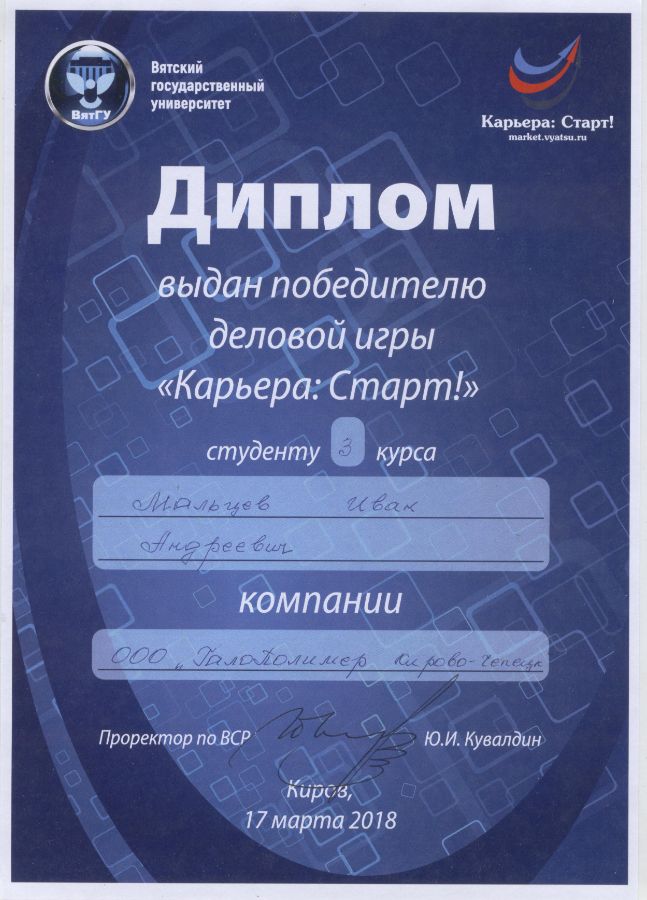 Вятский
государственный
университет
ВятГУ
Карьера: Старт!
market.vyatsu.ru
Диплом
выдан победителю
деловой игры
«Карьера: Старт!»
студенту 3 курса
Мальцев Иван
Андреевич
компании
ООО „ГалоПолимер Кирово-Чепецк
Проректор по ВСР Ю.И. Кувалдин
Киров,
17 марта 2018